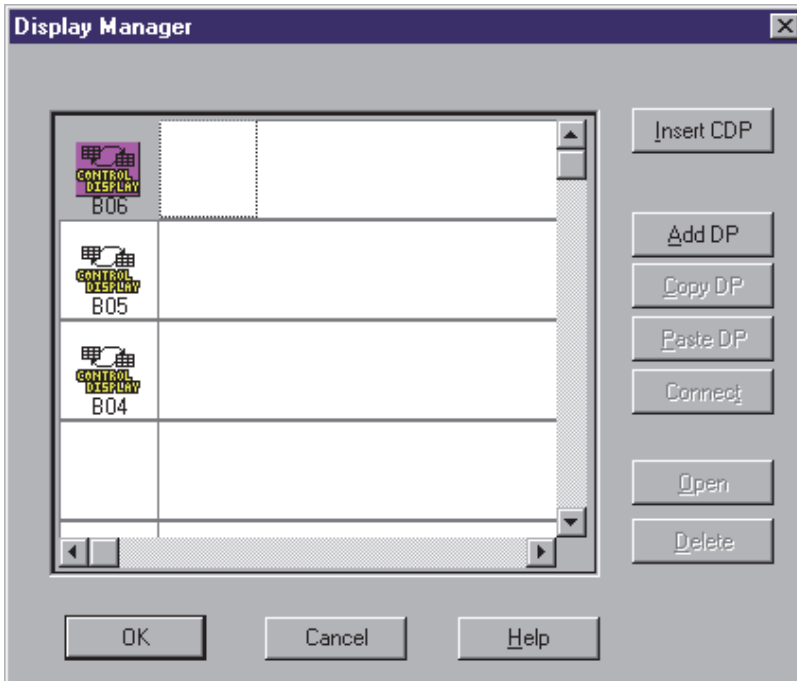 Display Manager
CONTROL
DISPLAY
B06
CONTROL
DISPLAY
B05
CONTROL
DISPLAY
B04
Insert CDP
Add DP
Copy DP
Paste DP
Connect
Open
Delete
OK
Cancel
Help